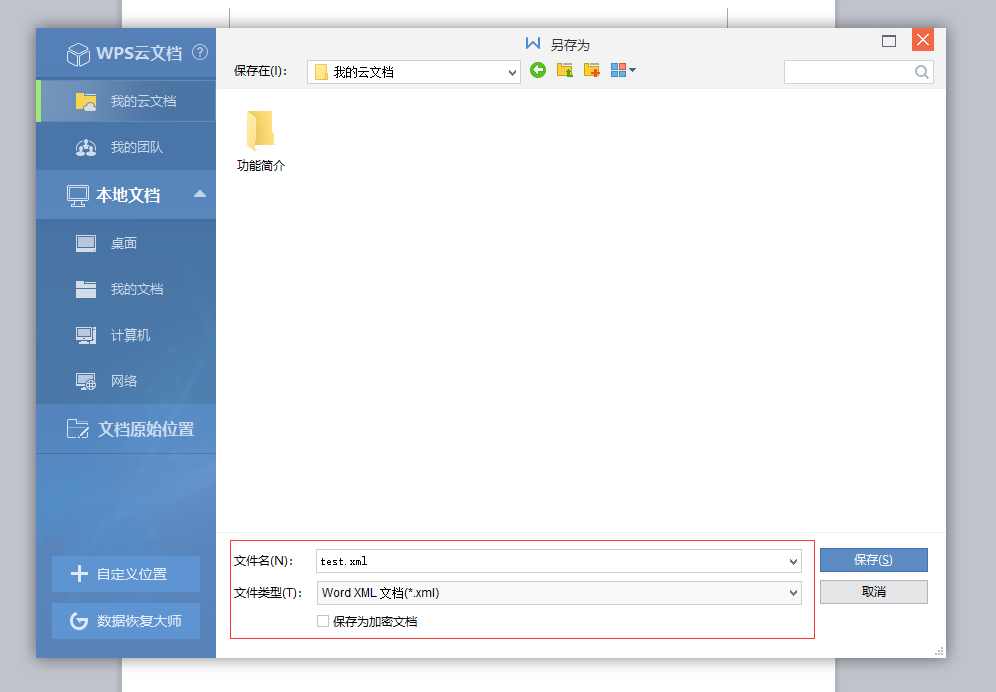 WPS云文档
我的云文档
我的团队
本地文档
桌面
我的文档
计算机
网络
文档原始位置
自定义位置
数据恢复大师
另存为
保存在(I):
我的云文档
功能简介
文件名(N):
test.xml
保存(S)
文件类型(T):
Word XML 文档(*.xml)
取消
保存为加密文档